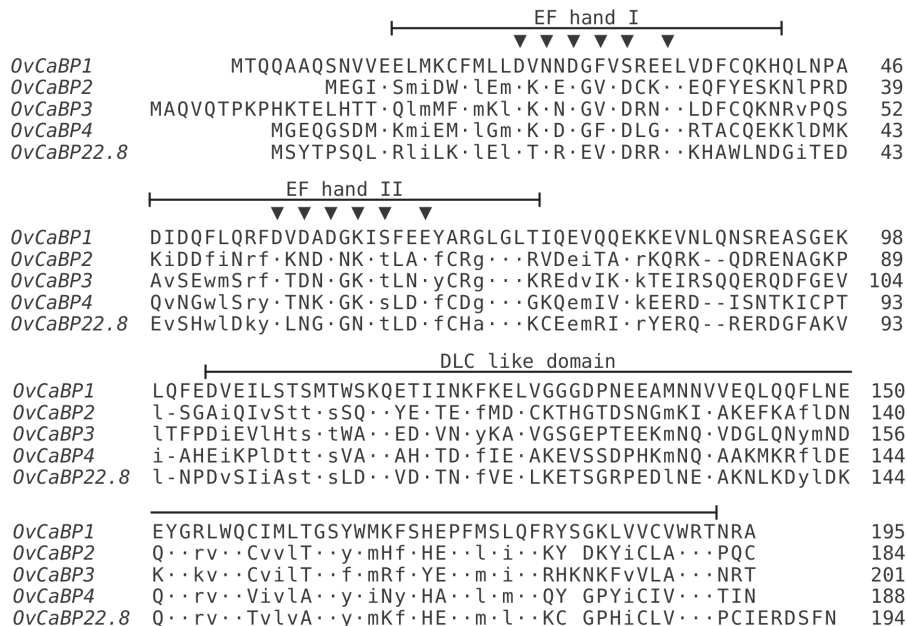 EF hand I
▼ ▼ ▼ ▼ ▼ ▼
OvCaBP1 MTQQAAQSNVVEELMKCFMLLDVNNDGFVSREELVDFCQKHQLNPA 46
OvCaBP2 MEGI·SmiDW·lEm·K·E·GV·DCK··EQFYESKNlPRD 39
OvCaBP3 MAQVQTPKPHKTELHTT·QlmMF·mKl·K·N·GV·DRN··LDFCQKNRvPQS 52
OvCaBP4 MGEQGSDM·KmiEM·lGm·K·D·GF·DLG··RTACQEKKlDMK 43
OvCaBP22.8 MSYTPSQL·RliLK·lEl·T·R·EV·DRR··KHAWLNDGiTED 43
EF hand II
▼ ▼ ▼ ▼ ▼ ▼
OvCaBP1 DIDQFLQRFDVDADGKISFEEYARGLGLTIQEVQQEKKEVNLQNSREASGEK 98
OvCaBP2 KiDDfiNrf·KND·NK·tLA·fCRg···RVDeiTA·rKQRK--QDRENAGKP 89
OvCaBP3 AvSEwmSrf·TDN·GK·tLN·yCRg···KREdvIK·kTEIRSQQERQDFGEV 104
OvCaBP4 QvNGwlSry·TNK·GK·sLD·fCDg···GKQemIV·kEERD--ISNTKICPT 93
OvCaBP22.8 EvSHwlDky·LNG·GN·tLD·fCHa···KCEemRI·rYERQ--RERDGFAKV 93
DLC like domain
OvCaBP1 LQFEDVEILSTSMTWSKQETIINKFKELVGGGDPNEEAMNNVVEQLQQFLNE 150
OvCaBP2 l-SGAiQIvStt·sSQ··YE·TE·fMD·CKTHGTDSNGmKI·AKEFKAflDN 140
OvCaBP3 lTFPDiEVlHts·tWA··ED·VN·yKA·VGSGEPTEEKmNQ·VDGLQNymND 156
OvCaBP4 i-AHEiKPlDtt·sVA··AH·TD·fIE·AKEVSSDPHKmNQ·AAKMKRflDE 144
OvCaBP22.8 l-NPDvSIiAst·sLD··VD·TN·fVE·LKETSGRPEDlNE·AKNLKDylDK 144
OvCaBP1 EYGRLWQCIMLTGSYWMKFSHEPFMSLQFRYSGKLVVCVWRTNRA 195
OvCaBP2 Q··rv··CvvlT··y·mHf·HE··l·i··KY DKYiCLA···PQC 184
OvCaBP3 K··kv··CvilT··f·mRf·YE··m·i··RHKNKFvVLA···NRT 201
OvCaBP4 Q··rv··VivlA··y·iNy·HA··l·m··QY GPYiCIV···TIN 188
OvCaBP22.8 Q··rv··TvlvA··y·mKf·HE··m·l··KC GPHiCLV···PCIERDSFN 194